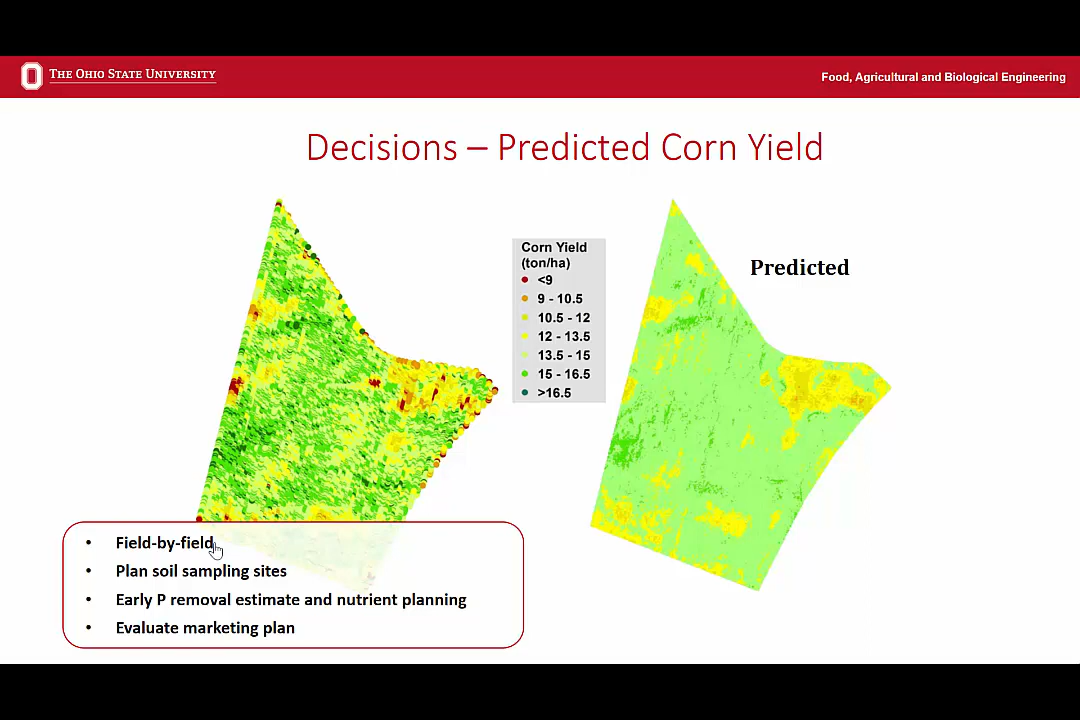 THE OHIO STATE UNIVERSITY
Food, Agricultural and Biological Engineering
Decisions – Predicted Corn Yield
Corn Yield
(ton/ha)
<9
9 - 10.5
10.5 - 12
12 - 13.5
13.5 - 15
15 - 16.5
>16.5
Predicted
• Field-by-field
• Plan soil sampling sites
• Early P removal estimate and nutrient planning
• Evaluate marketing plan